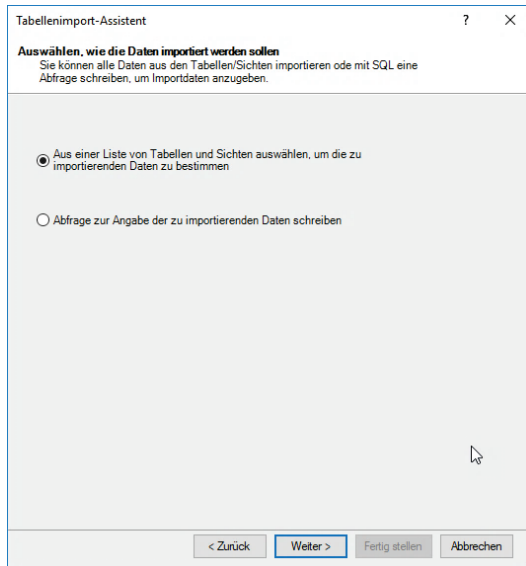 Tabellenimport-Assistent ?
Auswählen, wie die Daten importiert werden sollen
Sie können alle Daten aus den Tabellen/Sichten importieren ode mit SQL eine
Abfrage schreiben, um Importdaten anzugeben.
Aus einer Liste von Tabellen und Sichten auswählen, um die zu
importierenden Daten zu bestimmen
Abfrage zur Angabe der zu importierenden Daten schreiben
< Zurück Weiter > Fertig stellen Abbrechen